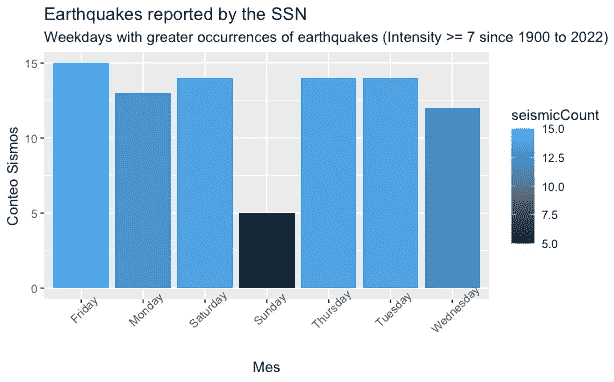 Earthquakes reported by the SSN
Weekdays with greater occurrences of earthquakes (Intensity >= 7 since 1900 to 2022)
Conteo Sismos
15
10
5
0
Friday
Monday
Saturday
Sunday
Thursday
Tuesday
Wednesday
Mes
seismicCount
15.0
12.5
10.0
7.5
5.0